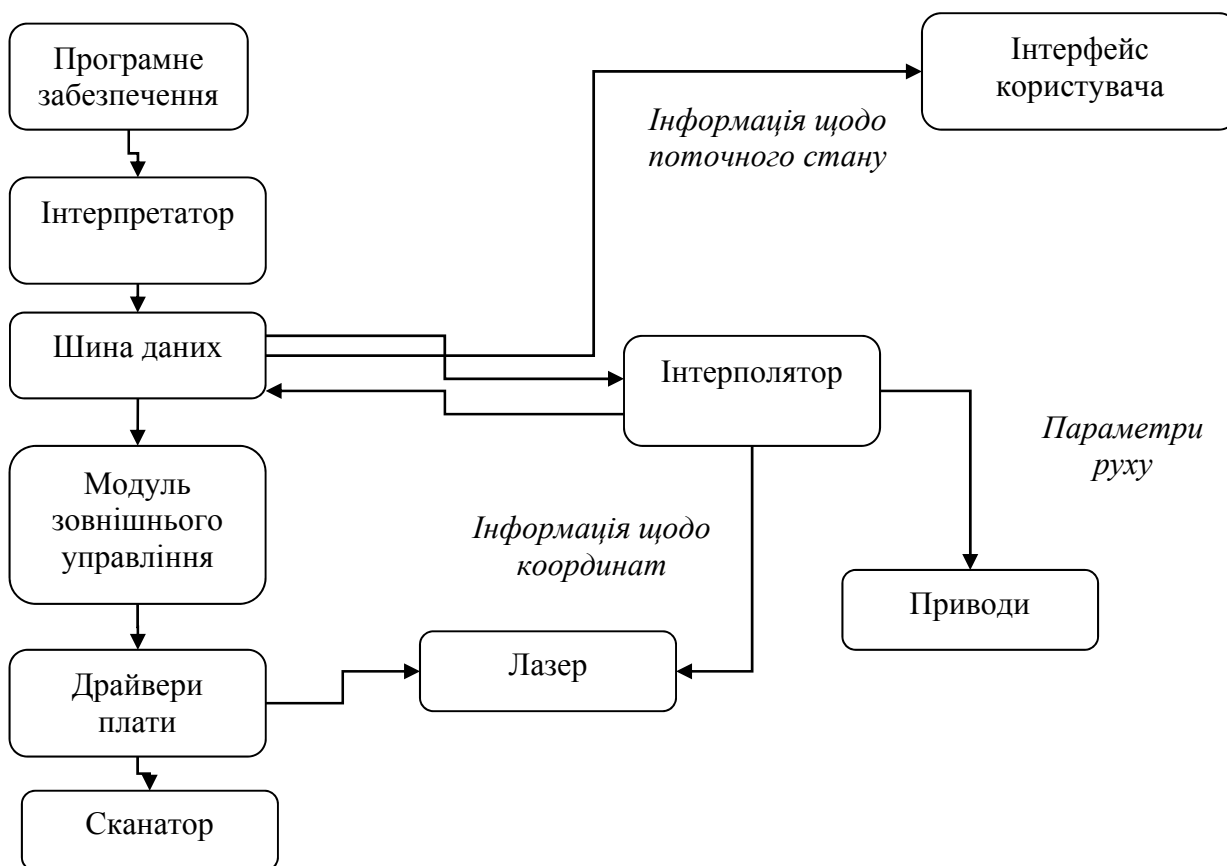 Програмне
забезпечення
Інтерфейс
користувача
Інформація щодо
поточного стану
Інтерпретатор
Шина даних
Інтерполятор
Параметри
руху
Модуль
зовнішнього
управління
Інформація щодо
координат
Приводи
Драйвери
плати
Лазер
Сканатор